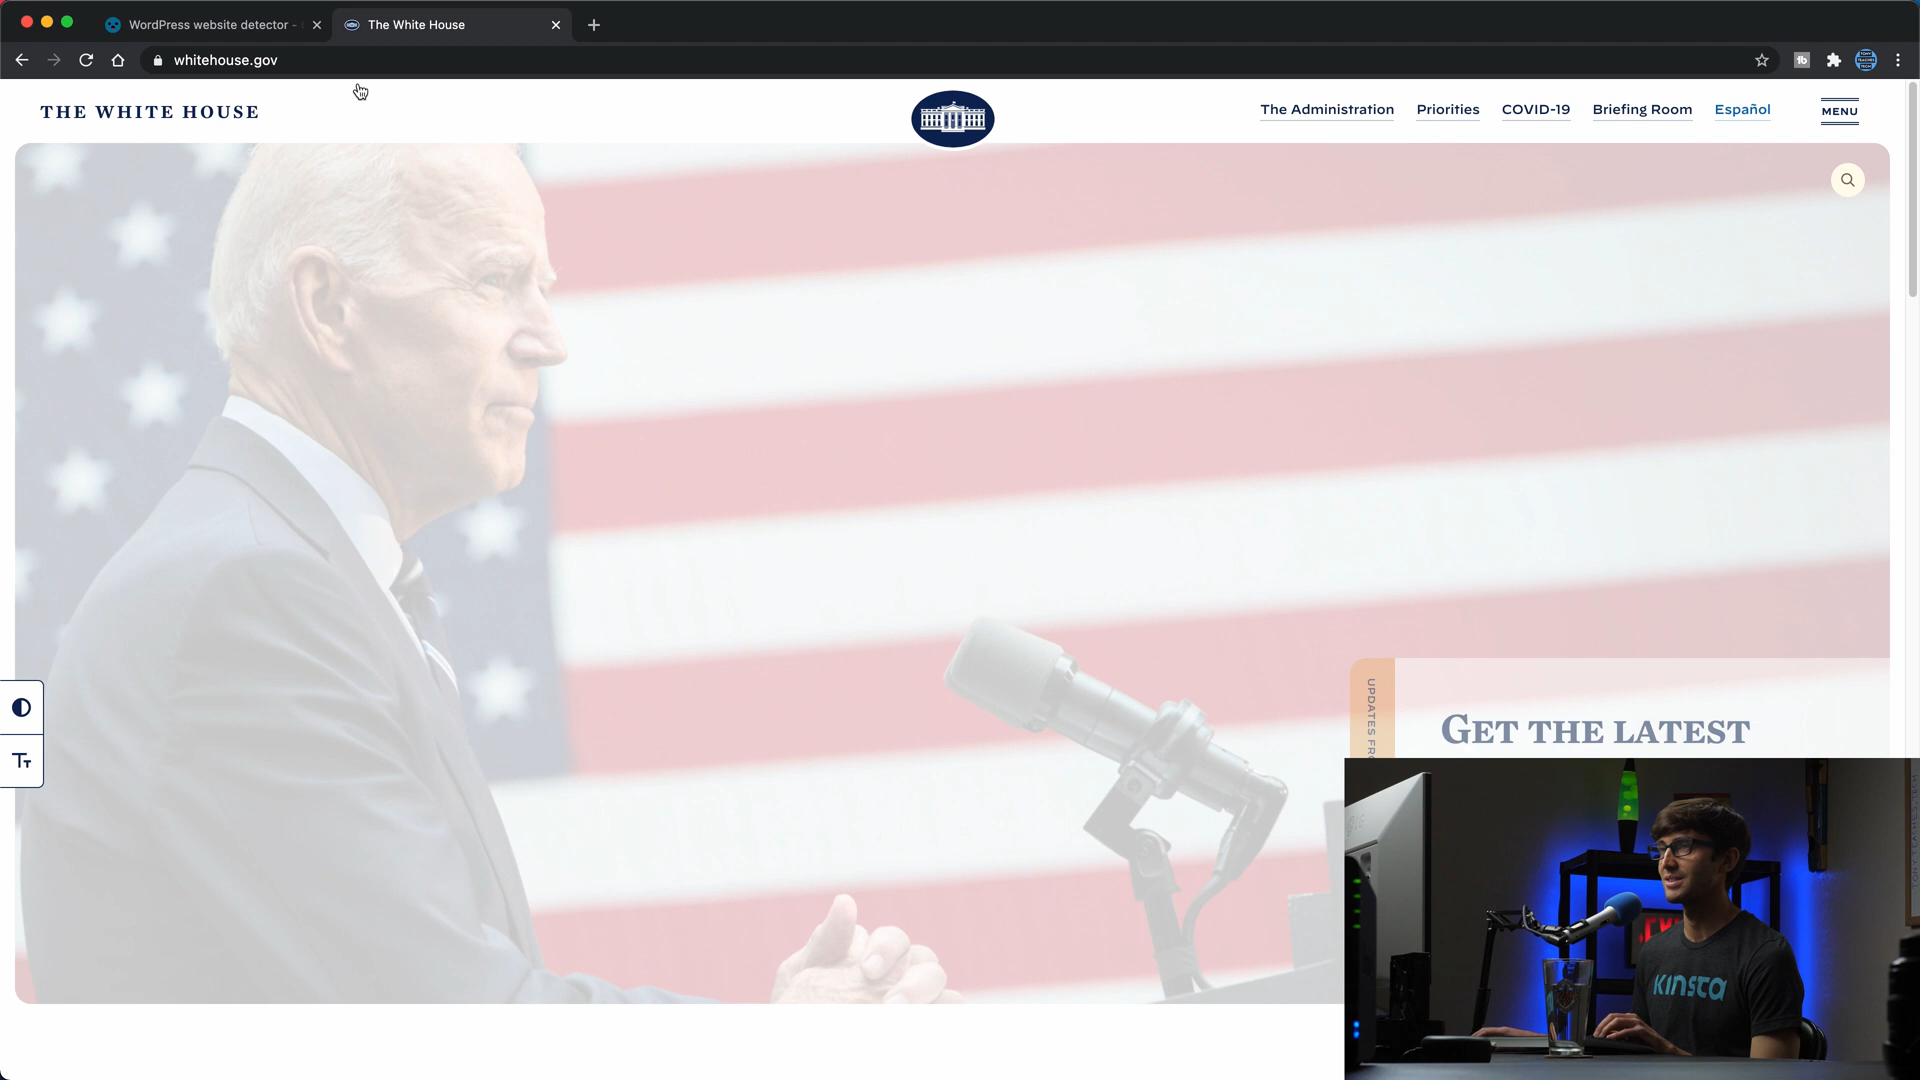 WordPress website detector -
The White House
whitehouse.gov
THE WHITE HOUSE
The Administration
Priorities
COVID-19
Briefing Room
Español
MENU
UPDATES
GET THE LATEST
KINSTA